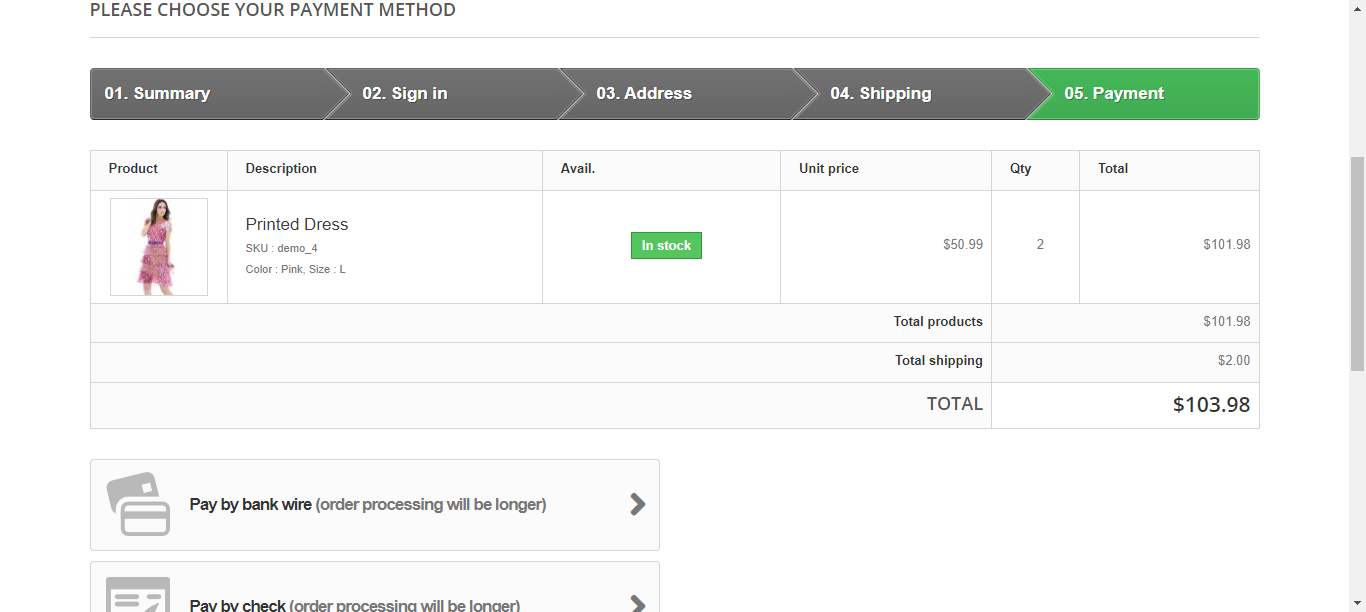 PLEASE CHOOSE YOUR PAYMENT METHOD
01. Summary 02. Sign in 03. Address 04. Shipping 05. Payment
Product Description Avail. Unit price Qty Total
Printed Dress
SKU : demo_4
Color : Pink, Size : L
In stock
$50.99 2 $101.98
Total products $101.98
Total shipping $2.00
TOTAL $103.98
Pay by bank wire (order processing will be longer)
Pay by check (order processing will be longer)